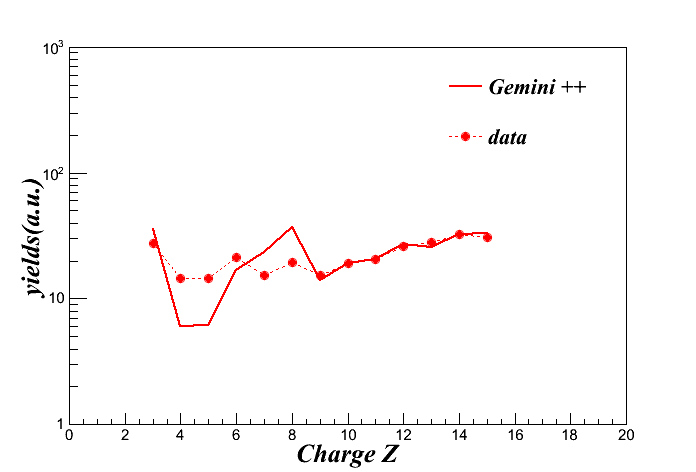 10³
Gemini ++
data
10²
yields(a.u.)
10
1
0 2 4 6 8 10 12 14 16 18 20
Charge Z